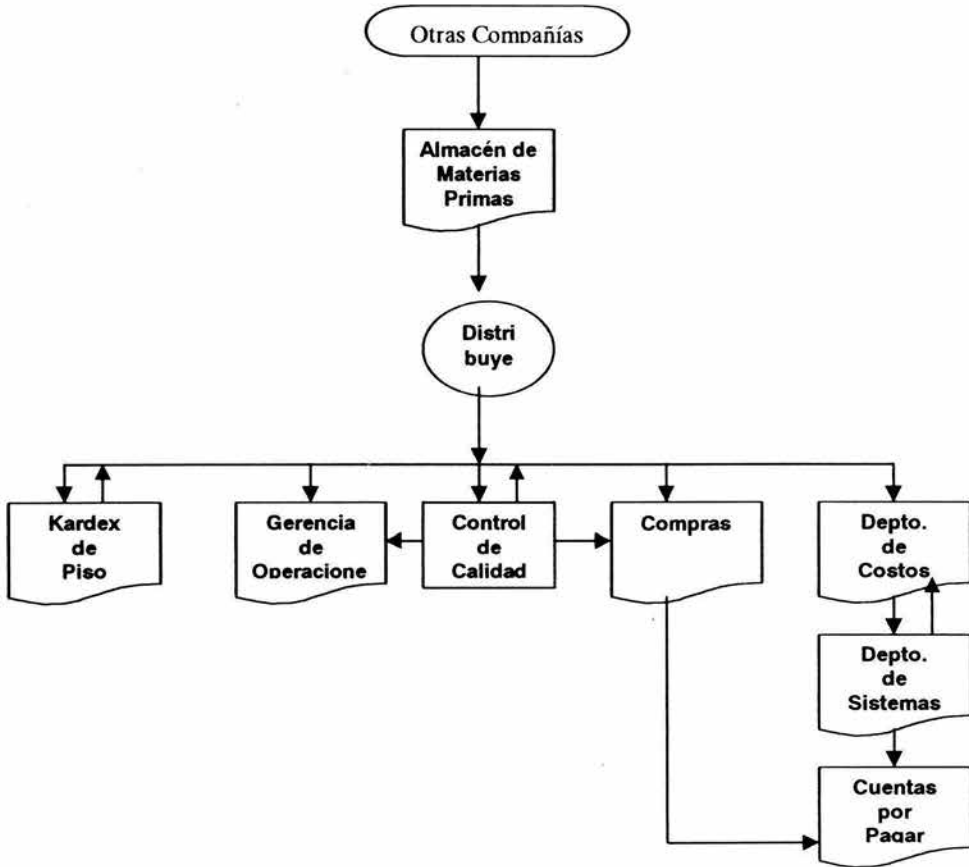 Otras Compañías
Almacén de
Materias
Primas
Distri
buye
Kardex
de
Piso
Gerencia
de
Operacione
Control
de
Calidad
Compras
Depto.
de
Costos
Depto.
de
Sistemas
Cuentas
por
Pagar